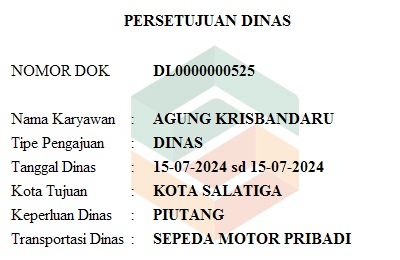 PERSETUJUAN DINAS
NOMOR DOK DL0000000525
Nama Karyawan : AGUNG KRISBANDARU
Tipe Pengajuan : DINAS
Tanggal Dinas : 15-07-2024 sd 15-07-2024
Kota Tujuan : KOTA SALATIGA
Keperluan Dinas : PIUTANG
Transportasi Dinas : SEPEDA MOTOR PRIBADI